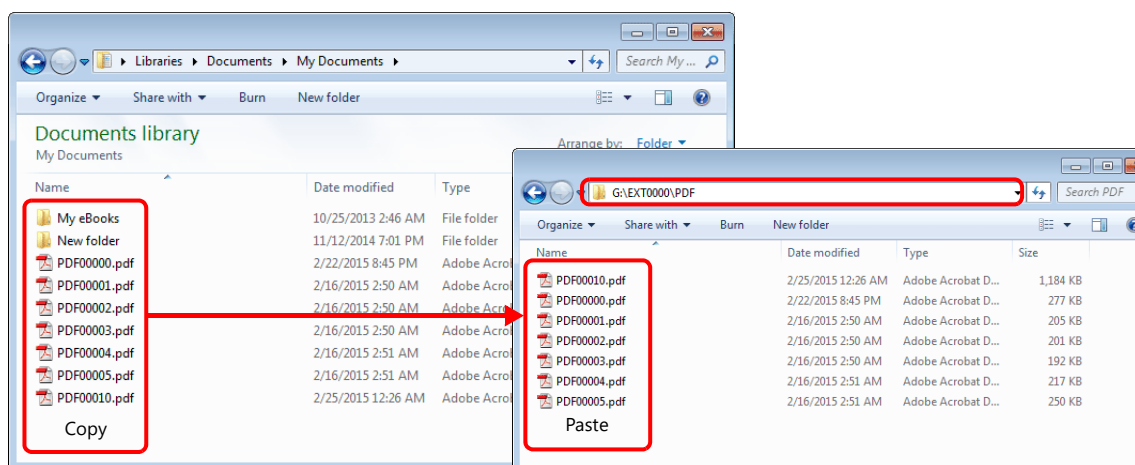 Libraries Documents My Documents
Search My ...
Organize Share with Burn New folder
Documents library
My Documents
Arrange by: Folder
Name Date modified Type
My eBooks 10/25/2013 2:46 AM File folder
New folder 11/12/2014 7:01 PM File folder
PDF00000.pdf 2/22/2015 8:45 PM Adobe Acrol
PDF00001.pdf 2/16/2015 2:50 AM Adobe Acrol
PDF00002.pdf 2/16/2015 2:50 AM Adobe Acrol
PDF00003.pdf 2/16/2015 2:50 AM Adobe Acrol
PDF00004.pdf 2/16/2015 2:51 AM Adobe Acrol
PDF00005.pdf 2/16/2015 2:51 AM Adobe Acrol
PDF00010.pdf 2/25/2015 12:26 AM Adobe Acrol
Copy
G:\EXT0000\PDF
Search PDF
Organize Share with Burn New folder
Name Date modified Type Size
PDF00010.pdf 2/25/2015 12:26 AM Adobe Acrobat D... 1,184 KB
PDF00000.pdf 2/22/2015 8:45 PM Adobe Acrobat D... 277 KB
PDF00001.pdf 2/16/2015 2:50 AM Adobe Acrobat D... 205 KB
PDF00002.pdf 2/16/2015 2:50 AM Adobe Acrobat D... 201 KB
PDF00003.pdf 2/16/2015 2:50 AM Adobe Acrobat D... 192 KB
PDF00004.pdf 2/16/2015 2:51 AM Adobe Acrobat D... 217 KB
PDF00005.pdf 2/16/2015 2:51 AM Adobe Acrobat D... 250 KB
Paste